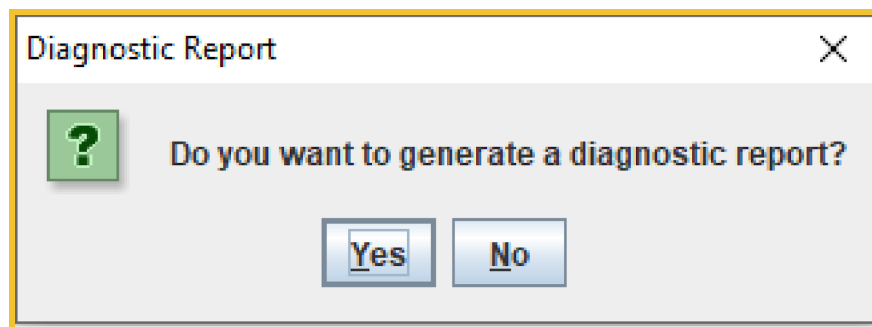 Diagnostic Report
Do you want to generate a diagnostic report?
Yes No